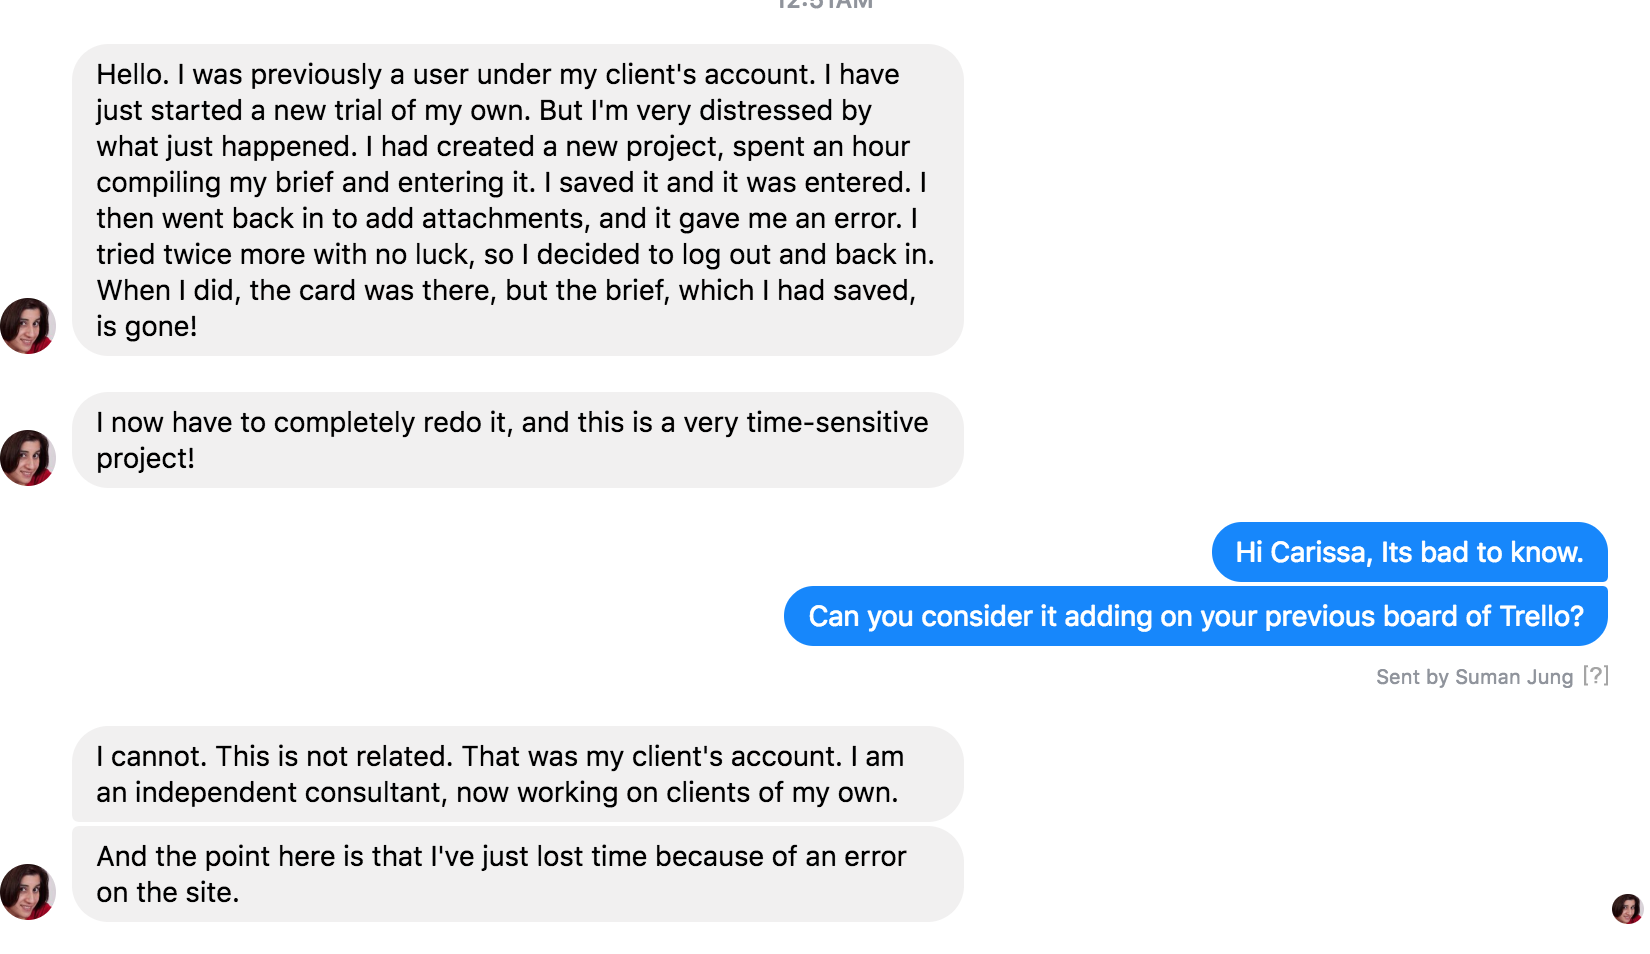 12:51AM
Hello. I was previously a user under my client's account. I have
just started a new trial of my own. But I'm very distressed by
what just happened. I had created a new project, spent an hour
compiling my brief and entering it. I saved it and it was entered. I
then went back in to add attachments, and it gave me an error. I
tried twice more with no luck, so I decided to log out and back in.
When I did, the card was there, but the brief, which I had saved,
is gone!
I now have to completely redo it, and this is a very time-sensitive
project!
Hi Carissa, Its bad to know.
Can you consider it adding on your previous board of Trello?
Sent by Suman Jung [?]
I cannot. This is not related. That was my client's account. I am
an independent consultant, now working on clients of my own.
And the point here is that I've just lost time because of an error
on the site.